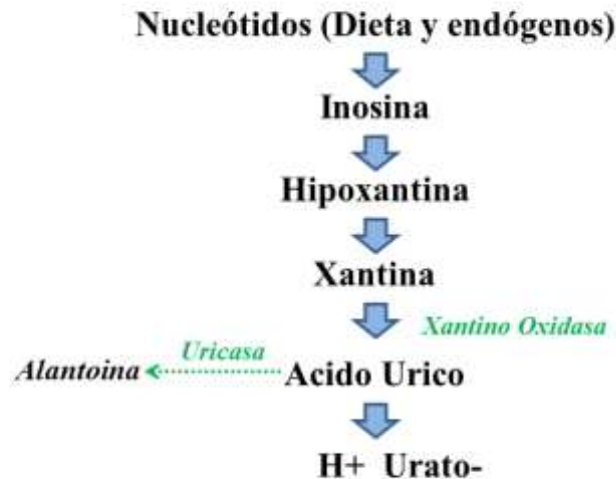 Nucleótidos (Dieta y endógenos)
Inosina
Hipoxantina
Xantina
Xantino Oxidasa
Uricasa
Alantoina
Acido Urico
H+ Urato-